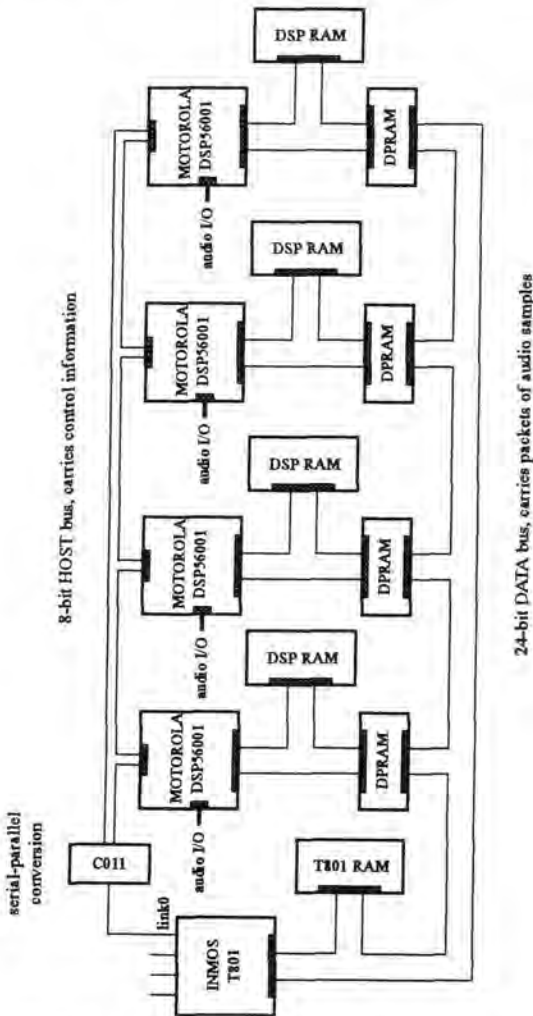 serial-parallel
conversion
8-bit HOST bus, carries control information
C011
link0
INMOS
T801
T801 RAM
MOTOROLA
DSP56001
audio I/O
DSP RAM
DPRAM
MOTOROLA
DSP56001
audio I/O
DSP RAM
DPRAM
MOTOROLA
DSP56001
audio I/O
DSP RAM
DPRAM
MOTOROLA
DSP56001
audio I/O
DSP RAM
DPRAM
24-bit DATA bus, carries packets of audio samples